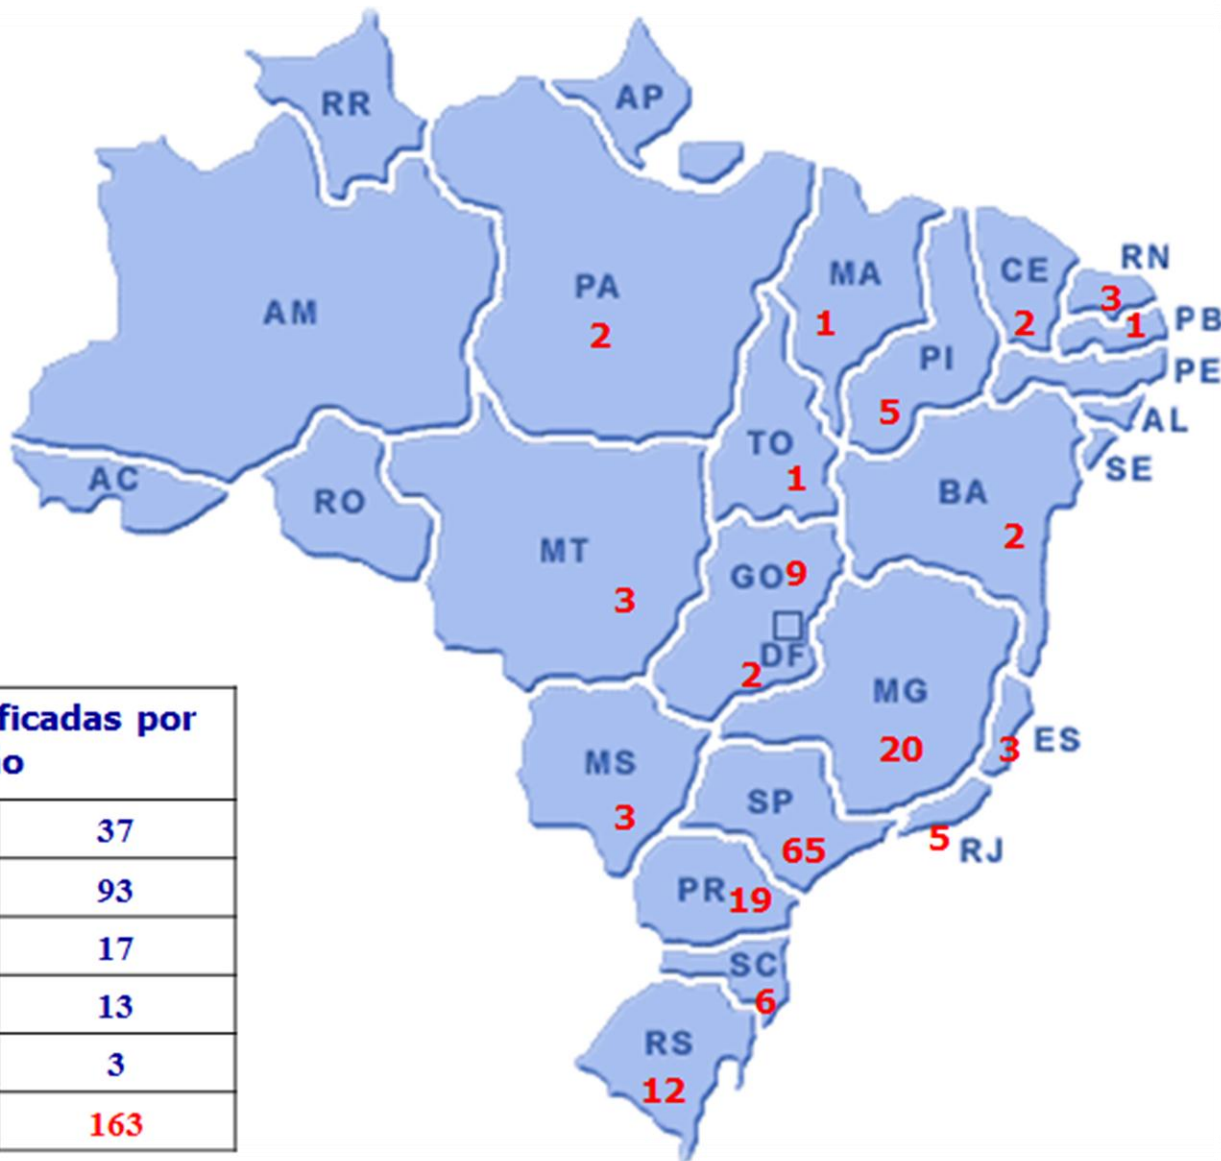 RR
AP
RN
CE
MA
PA
AM
3
2
1
2
1
PB
PI
PE
5
AL
TO
SE
AC
1
BA
RO
2
MT
GO 9
3
DF
2
MG
ficadas por
ES
20
3
MS
SP
3
5
RJ
65
37
PR 19
93
17
SC
6
13
RS
3
12
163